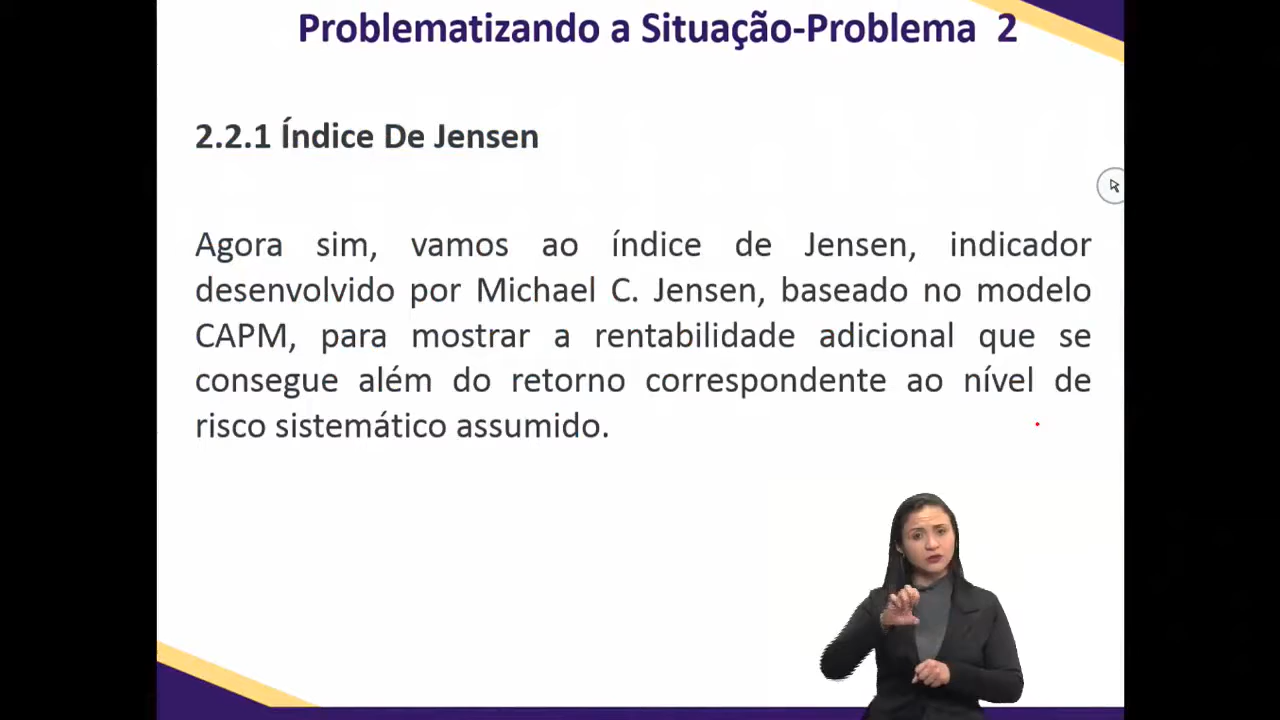 Problematizando a Situação-Problema 2
2.2.1 Índice De Jensen
Agora sim, vamos ao índice de Jensen, indicador
desenvolvido por Michael C. Jensen, baseado no modelo
CAPM, para mostrar a rentabilidade adicional que se
consegue além do retorno correspondente ao nível de
risco sistemático assumido.